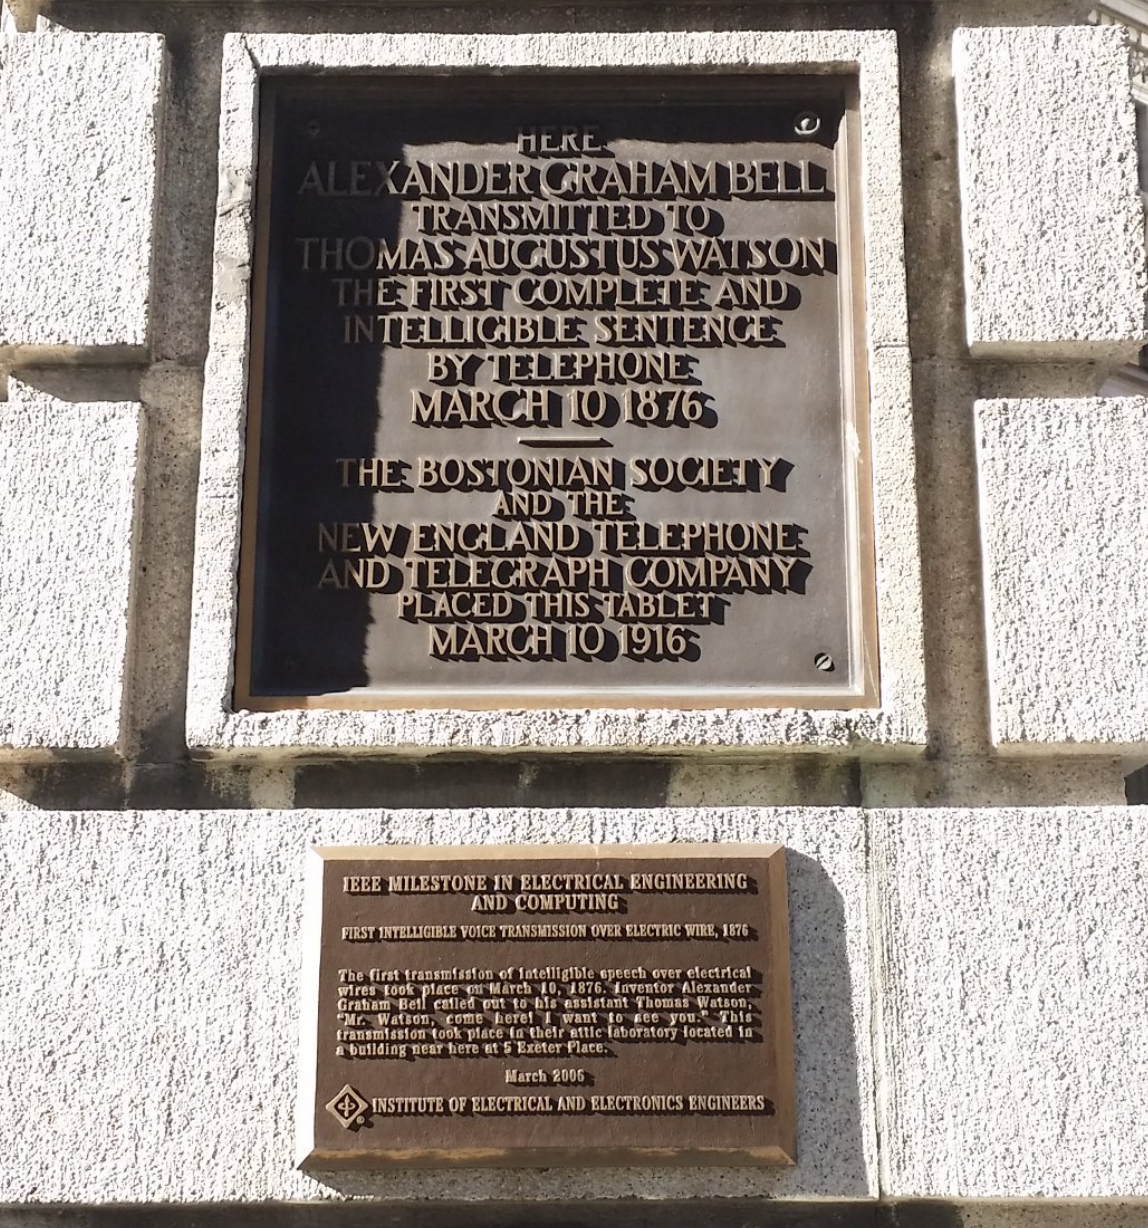 HERE
ALEXANDER GRAHAM BELL
TRANSMITTED TO
THOMAS AUGUSTUS WATSON
THE FIRST COMPLETE AND
INTELLIGIBLE SENTENCE
BY TELEPHONE
MARCH 10 1876
THE BOSTONIAN SOCIETY
AND THE
NEW ENGLAND TELEPHONE
AND TELEGRAPH COMPANY
PLACED THIS TABLET
MARCH 10 1916
IEEE MILESTONE IN ELECTRICAL ENGINEERING
AND COMPUTING
FIRST INTELLIGIBLE VOICE TRANSMISSION OVER ELECTRIC WIRE, 1876
The first transmission of intelligible speech over electrical
wires took place on March 10, 1876. Inventor Alexander
Graham Bell called out to his assistant Thomas Watson,
"Mr. Watson, come here! I want to see you." This
transmission took place in their attic laboratory located in
a building near here at 5 Exeter Place.
March 2006
INSTITUTE OF ELECTRICAL AND ELECTRONICS ENGINEERS